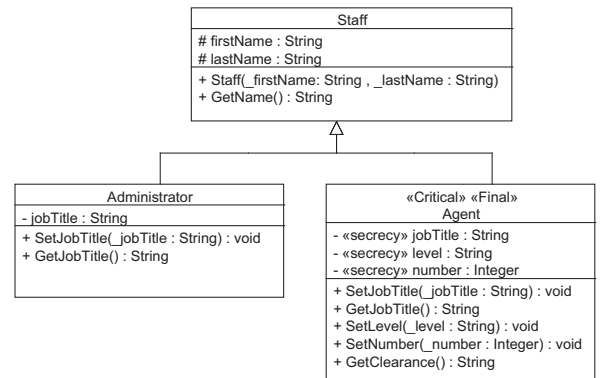 Staff
# firstName : String
# lastName : String
+ Staff(_firstName: String , _lastName : String)
+ GetName() : String
Administrator
- jobTitle : String
+ SetJobTitle(_jobTitle : String) : void
+ GetJobTitle() : String
«Critical» «Final»
Agent
- «secrecy» jobTitle : String
- «secrecy» level : String
- «secrecy» number : Integer
+ SetJobTitle(_jobTitle : String) : void
+ GetJobTitle() : String
+ SetLevel(_level : String) : void
+ SetNumber(_number : Integer) : void
+ GetClearance() : String